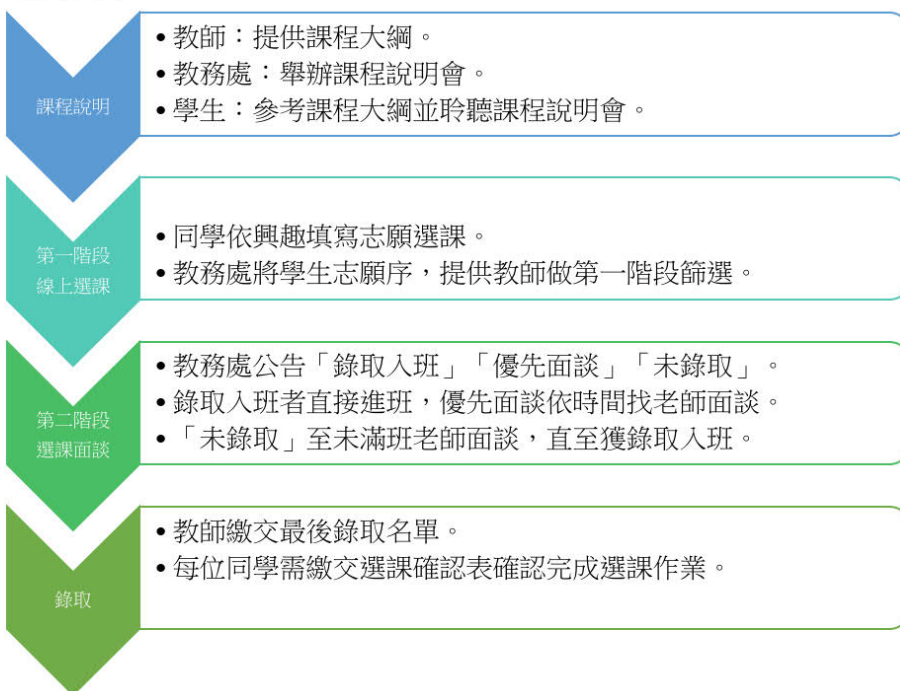 課程說明
• 教師：提供課程大綱。
• 教務處：舉辦課程說明會。
• 學生：參考課程大綱並聆聽課程說明會。
第一階段
線上選課
• 同學依興趣填寫志願選課。
• 教務處將學生志願序，提供教師做第一階段篩選。
第二階段
選課面談
• 教務處公告「錄取入班」「優先面談」「未錄取」。
• 錄取入班者直接進班，優先面談依時間找老師面談。
• 「未錄取」至未滿班老師面談，直至獲錄取入班。
錄取
• 教師繳交最後錄取名單。
• 每位同學需繳交選課確認表確認完成選課作業。